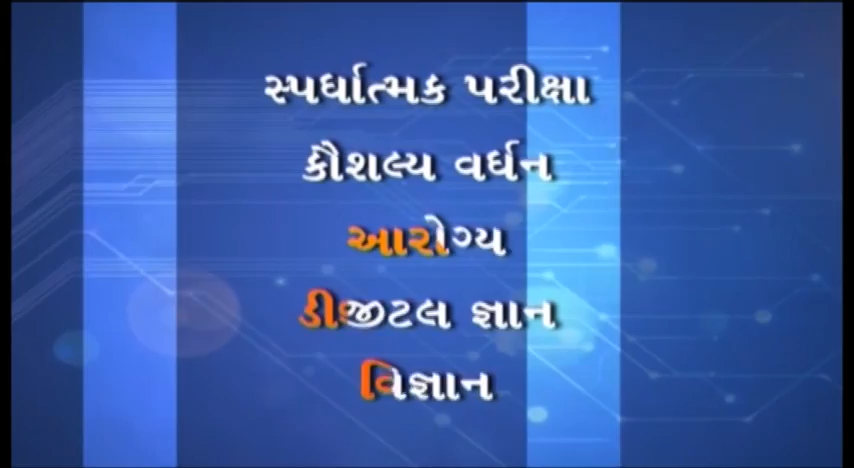 સ્પર્ધાત્મક પરીક્ષા
કૌશલ્ય વર્ધન
આરોગ્ય
ડીજીટલ જ્ઞાન
વિજ્ઞાન